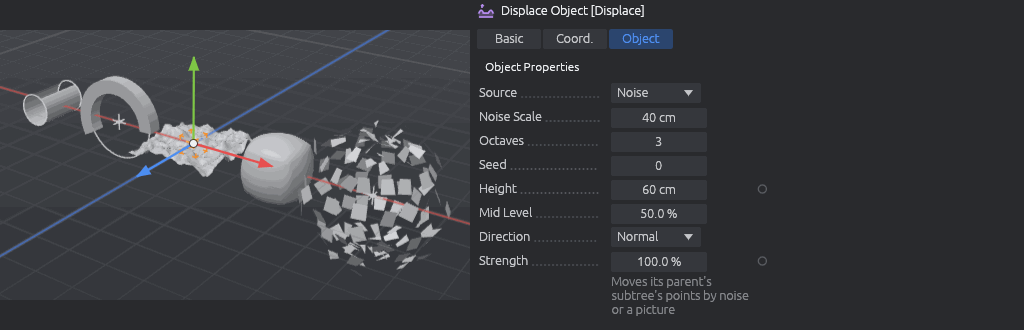 Displace Object [Displace]
Basic Coord. Object
Object Properties
Source Noise
Noise Scale 40 cm
Octaves 3
Seed 0
Height 60 cm
Mid Level 50.0 %
Direction Normal
Strength 100.0 %
Moves its parent's
subtree's points by noise
or a picture